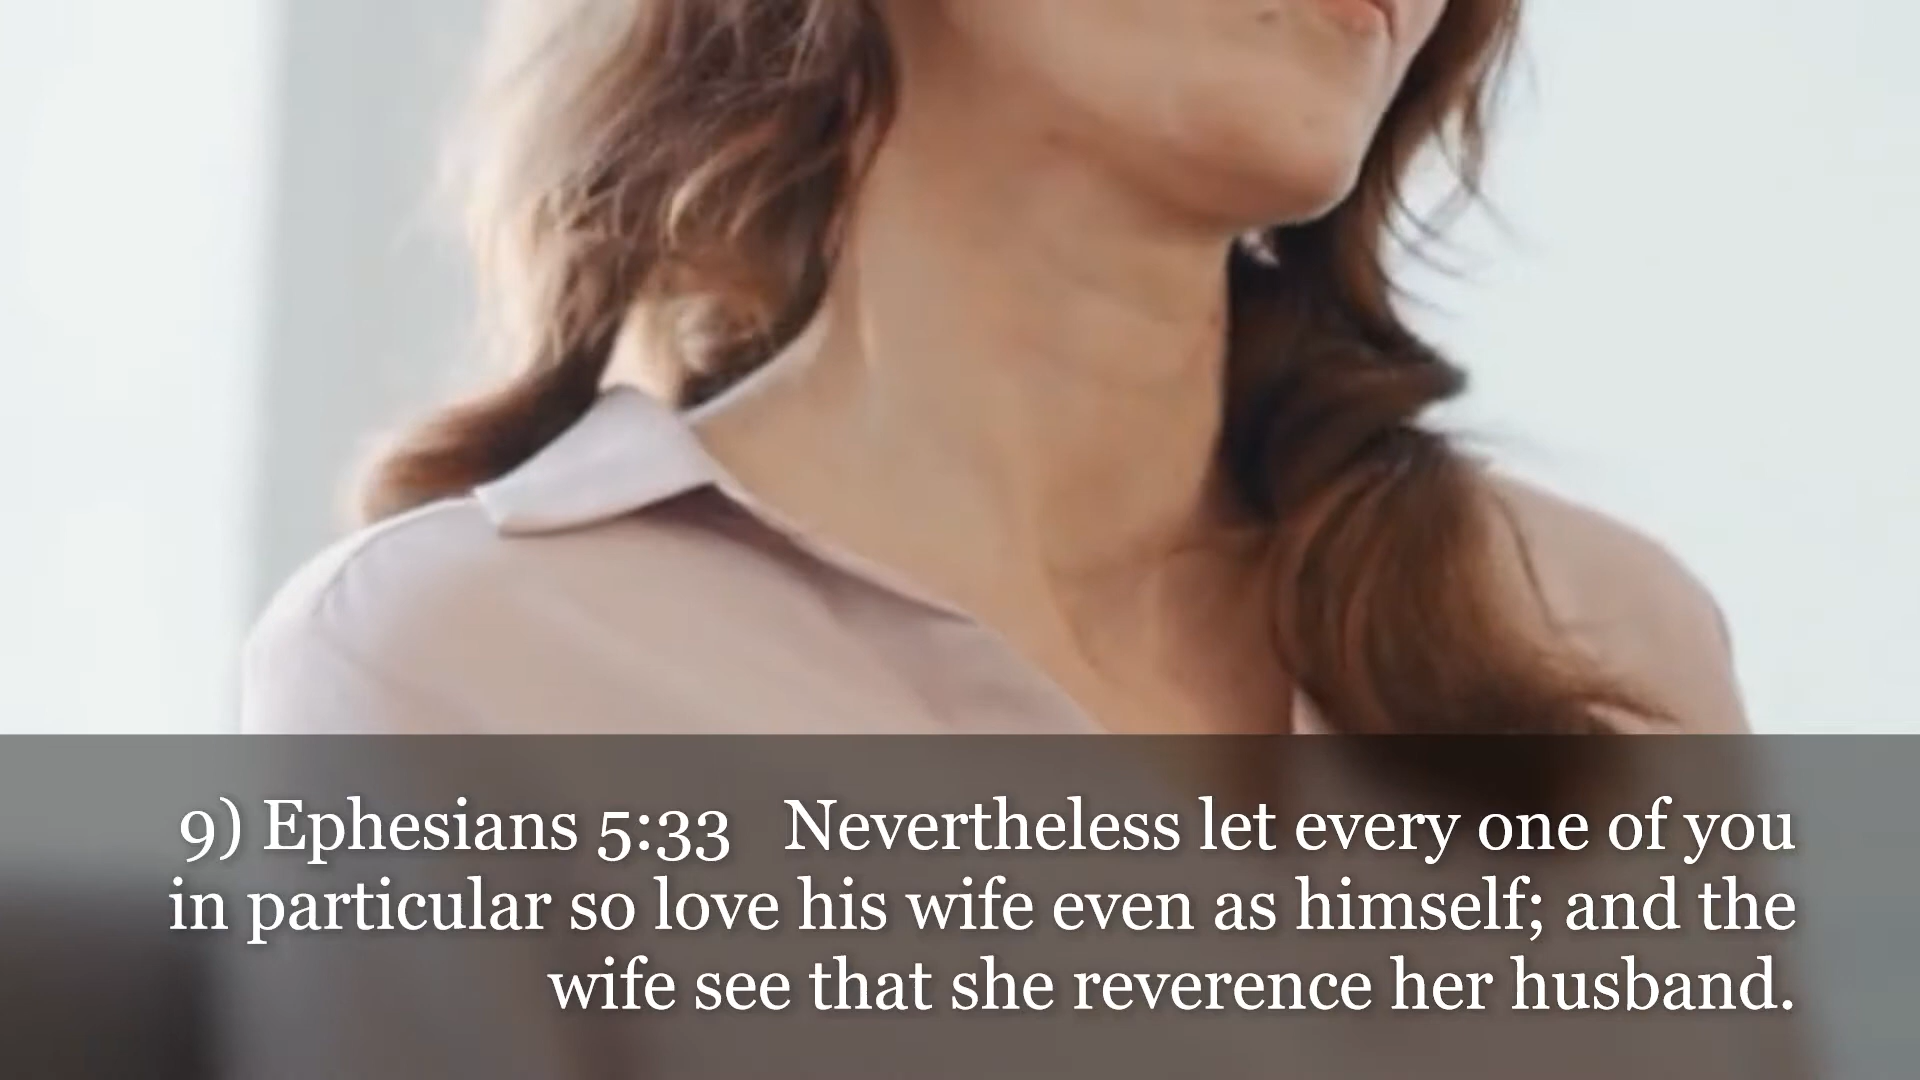 9) Ephesians 5:33   Nevertheless let every one of you
in particular so love his wife even as himself; and the
wife see that she reverence her husband.